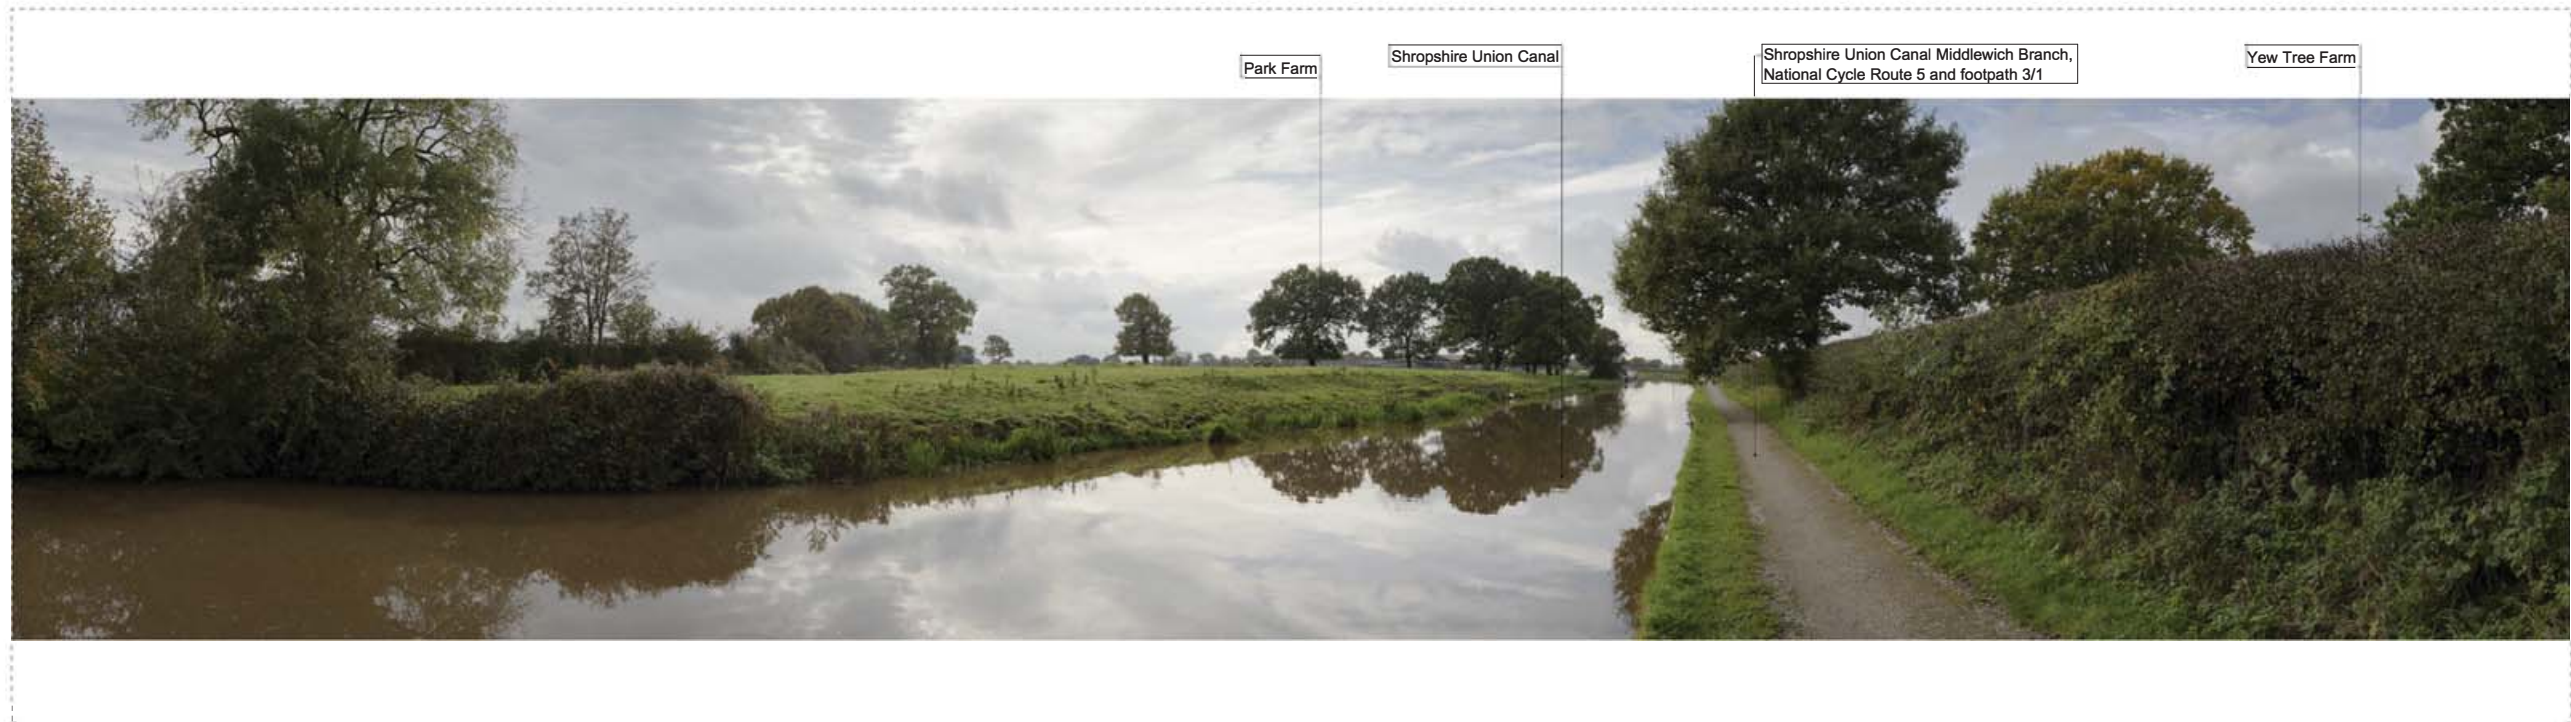 Park Farm
Shropshire Union Canal
Shropshire Union Canal Middlewich Branch,
National Cycle Route 5 and footpath 3/1
Yew Tree Farm